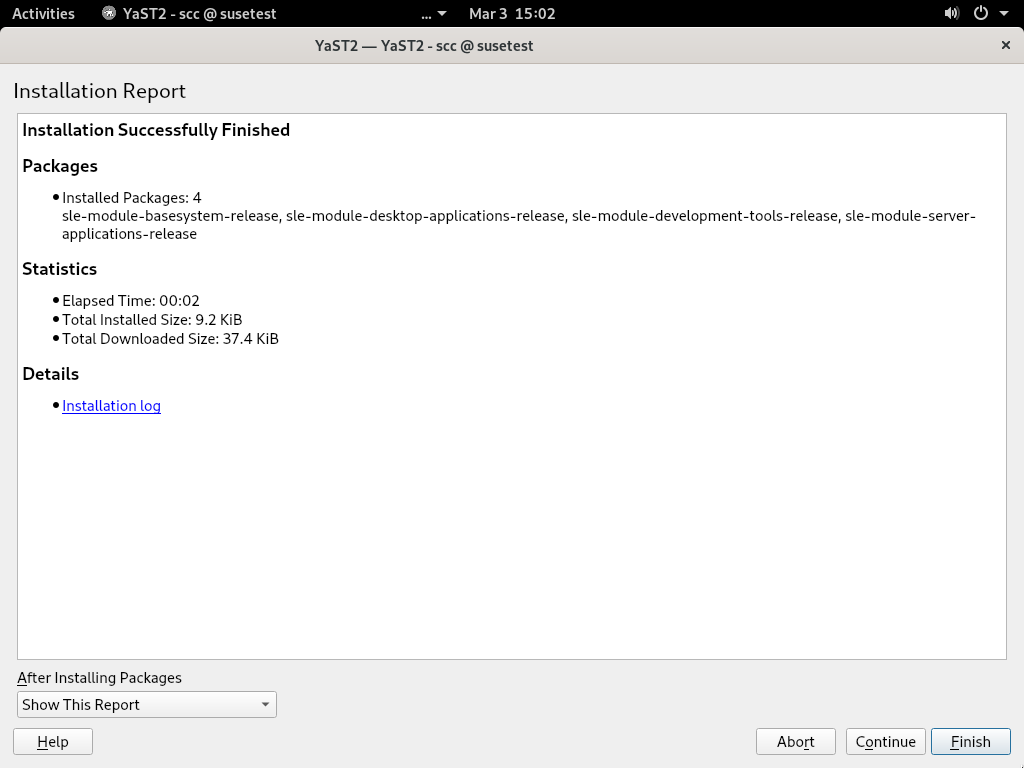 Activities YaST2 - scc @ susetest ... Mar 3 15:02
YaST2 — YaST2 - scc @ susetest
Installation Report
Installation Successfully Finished
Packages
Installed Packages: 4
sle-module-basesystem-release, sle-module-desktop-applications-release, sle-module-development-tools-release, sle-module-server-
applications-release
Statistics
Elapsed Time: 00:02
Total Installed Size: 9.2 KiB
Total Downloaded Size: 37.4 KiB
Details
Installation log
After Installing Packages
Show This Report
Help Abort Continue Finish